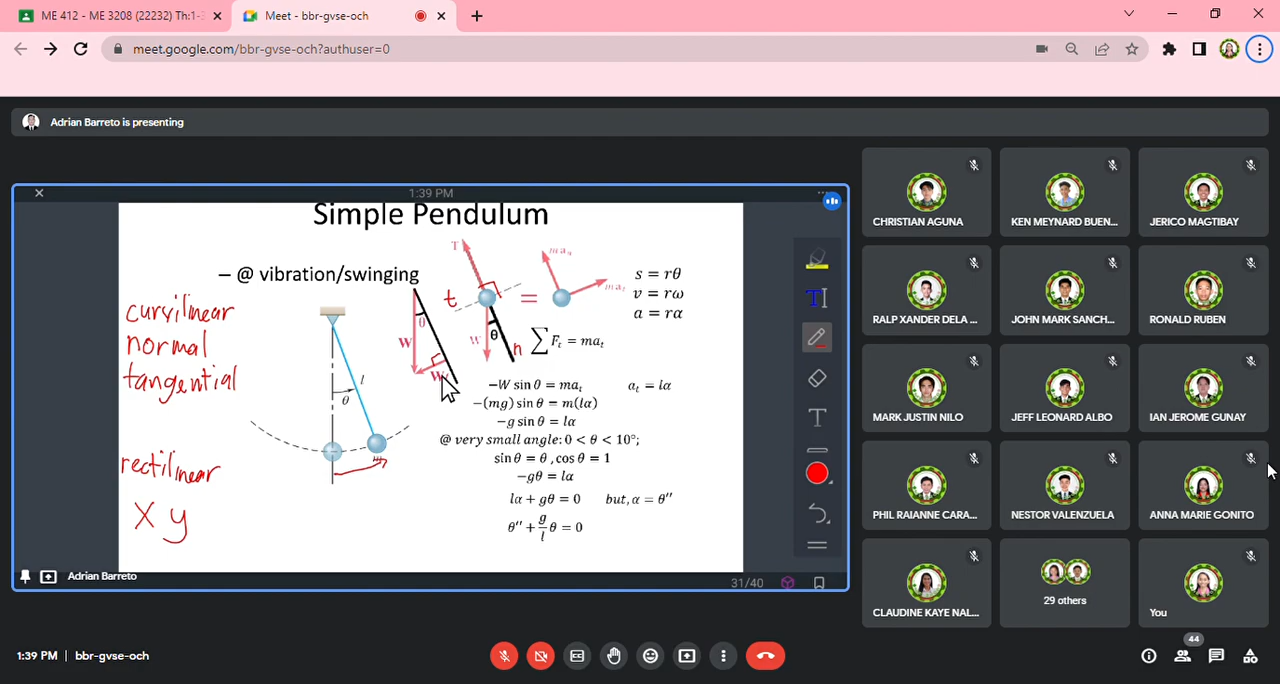 ME 412 - ME 3208 (22232) Th:1-3
Meet - bbr-gvse-och
meet.google.com/bbr-gvse-och?authuser=0
Adrian Barreto is presenting
1:39 PM
Simple Pendulum
– @ vibration/swinging
curvilinear
normal
tangential
rectilinear
X y
θ
l
m
θ
W
W
T
t
W
θ
n
=
maₙ
maₜ
s = rθ
v = rω
a = rα
∑Fₜ = maₜ
−W sin θ = maₜ aₜ = lα
−(mg) sin θ = m(lα)
−g sin θ = lα
@ very small angle: 0 < θ < 10°;
sin θ = θ, cos θ = 1
−gθ = lα
lα + gθ = 0 but, α = θ″
θ″ + g/l θ = 0
T
T
Adrian Barreto
31/40
CHRISTIAN AGUNA
KEN MEYNARD BUEN...
JERICO MAGTIBAY
RALP XANDER DELA ...
JOHN MARK SANCH...
RONALD RUBEN
MARK JUSTIN NILO
JEFF LEONARD ALBO
IAN JEROME GUNAY
PHIL RAIANNE CARA...
NESTOR VALENZUELA
ANNA MARIE GONITO
CLAUDINE KAYE NAL...
29 others
You
1:39 PM | bbr-gvse-och
44